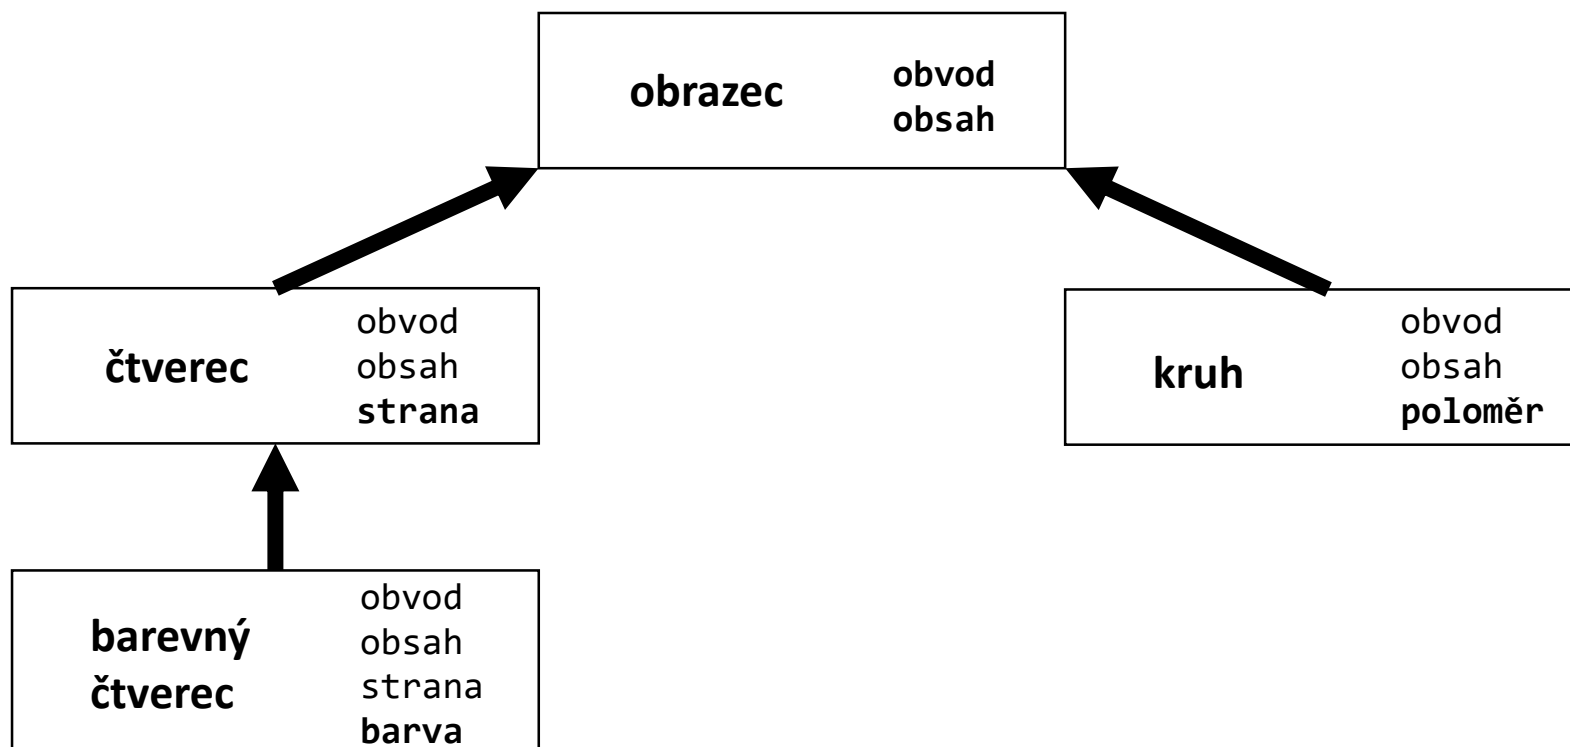 obrazec
obvod
obsah
čtverec
obvod
obsah
strana
kruh
obvod
obsah
poloměr
barevný
čtverec
obvod
obsah
strana
barva